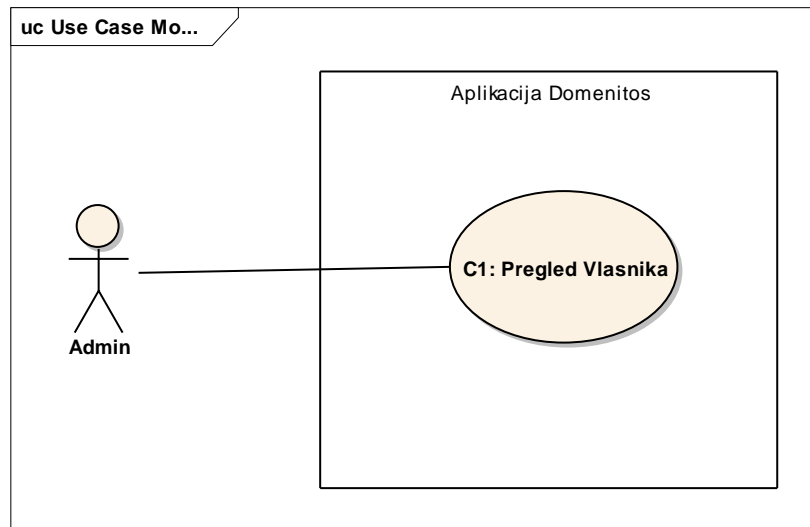 uc Use Case Mo...
Aplikacija Domenitos
C1: Pregled Vlasnika
Admin